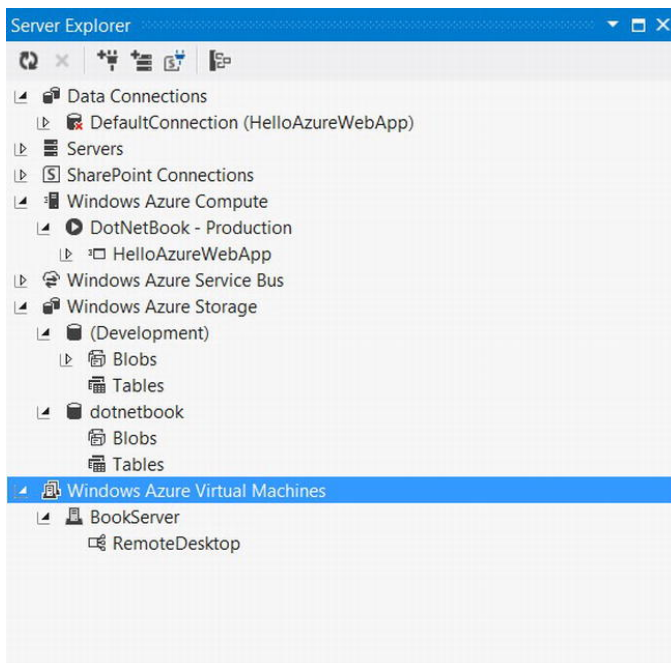 Server Explorer
Data Connections
DefaultConnection (HelloAzureWebApp)
Servers
SharePoint Connections
Windows Azure Compute
DotNetBook - Production
HelloAzureWebApp
Windows Azure Service Bus
Windows Azure Storage
(Development)
Blobs
Tables
dotnetbook
Blobs
Tables
Windows Azure Virtual Machines
BookServer
RemoteDesktop